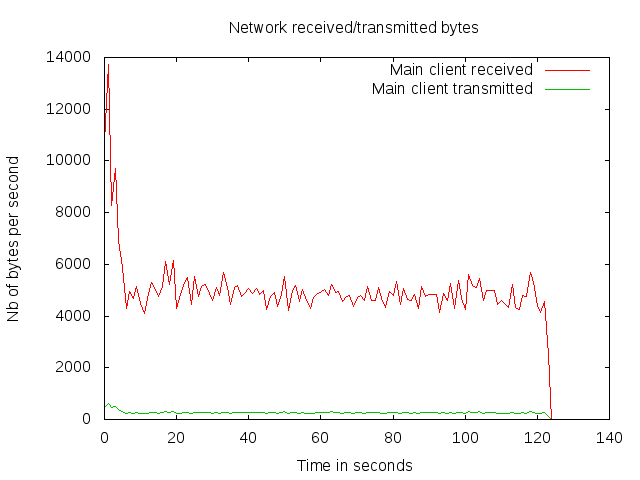 Network received/transmitted bytes
Nb of bytes per second
14000
12000
10000
8000
6000
4000
2000
0
Main client received
Main client transmitted
0 20 40 60 80 100 120 140
Time in seconds